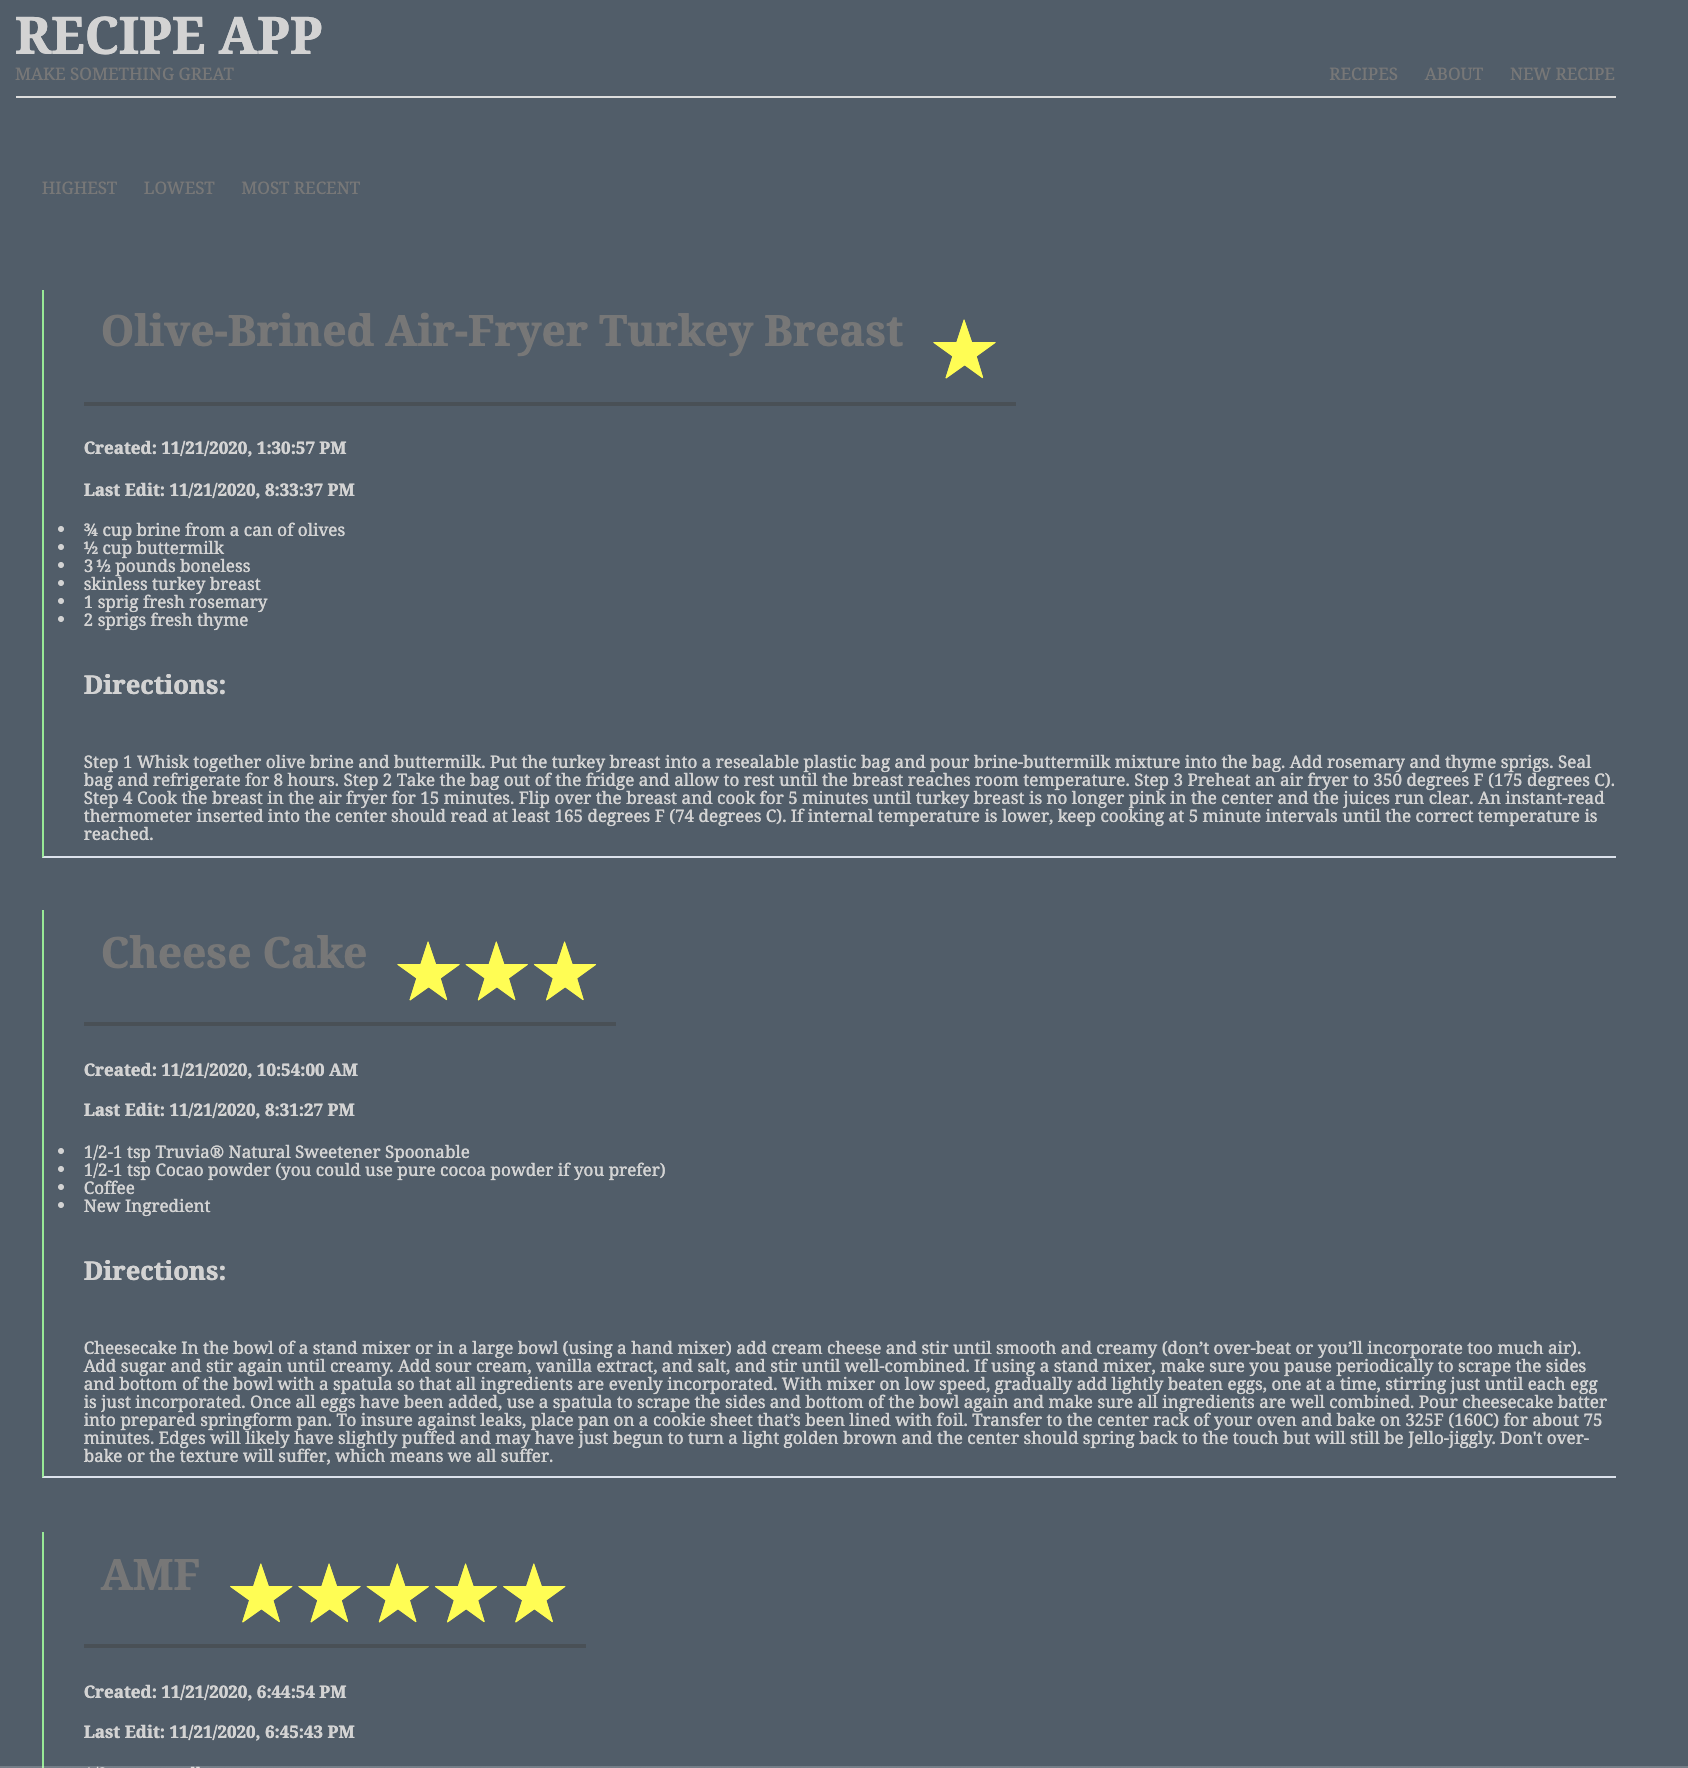 RECIPE APP
MAKE SOMETHING GREAT
RECIPES ABOUT NEW RECIPE
HIGHEST LOWEST MOST RECENT
Olive-Brined Air-Fryer Turkey Breast
Created: 11/21/2020, 1:30:57 PM
Last Edit: 11/21/2020, 8:33:37 PM
• ¾ cup brine from a can of olives
• ½ cup buttermilk
• 3 ½ pounds boneless
• skinless turkey breast
• 1 sprig fresh rosemary
• 2 sprigs fresh thyme
Directions:
Step 1 Whisk together olive brine and buttermilk. Put the turkey breast into a resealable plastic bag and pour brine-buttermilk mixture into the bag. Add rosemary and thyme sprigs. Seal
bag and refrigerate for 8 hours. Step 2 Take the bag out of the fridge and allow to rest until the breast reaches room temperature. Step 3 Preheat an air fryer to 350 degrees F (175 degrees C).
Step 4 Cook the breast in the air fryer for 15 minutes. Flip over the breast and cook for 5 minutes until turkey breast is no longer pink in the center and the juices run clear. An instant-read
thermometer inserted into the center should read at least 165 degrees F (74 degrees C). If internal temperature is lower, keep cooking at 5 minute intervals until the correct temperature is
reached.
Cheese Cake
Created: 11/21/2020, 10:54:00 AM
Last Edit: 11/21/2020, 8:31:27 PM
• 1/2-1 tsp Truvia® Natural Sweetener Spoonable
• 1/2-1 tsp Cocao powder (you could use pure cocoa powder if you prefer)
• Coffee
• New Ingredient
Directions:
Cheesecake In the bowl of a stand mixer or in a large bowl (using a hand mixer) add cream cheese and stir until smooth and creamy (don’t over-beat or you’ll incorporate too much air).
Add sugar and stir again until creamy. Add sour cream, vanilla extract, and salt, and stir until well-combined. If using a stand mixer, make sure you pause periodically to scrape the sides
and bottom of the bowl with a spatula so that all ingredients are evenly incorporated. With mixer on low speed, gradually add lightly beaten eggs, one at a time, stirring just until each egg
is just incorporated. Once all eggs have been added, use a spatula to scrape the sides and bottom of the bowl again and make sure all ingredients are well combined. Pour cheesecake batter
into prepared springform pan. To insure against leaks, place pan on a cookie sheet that’s been lined with foil. Transfer to the center rack of your oven and bake on 325F (160C) for about 75
minutes. Edges will likely have slightly puffed and may have just begun to turn a light golden brown and the center should spring back to the touch but will still be Jello-jiggly. Don't over-
bake or the texture will suffer, which means we all suffer.
AMF
Created: 11/21/2020, 6:44:54 PM
Last Edit: 11/21/2020, 6:45:43 PM